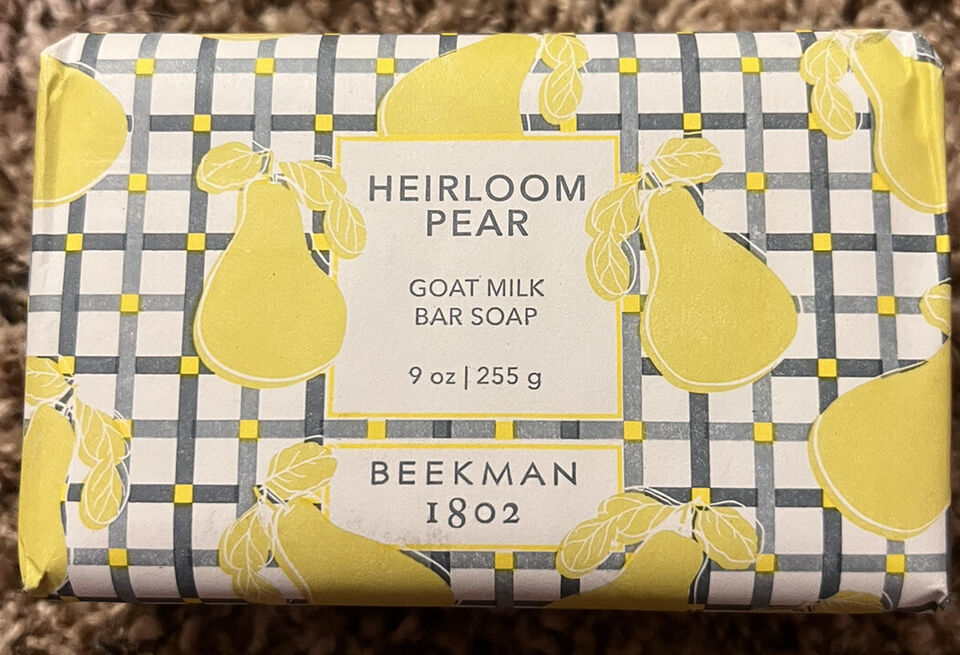 HEIRLOOM
PEAR
GOAT MILK
BAR SOAP
9 oz | 255 g
BEEKMAN
1802